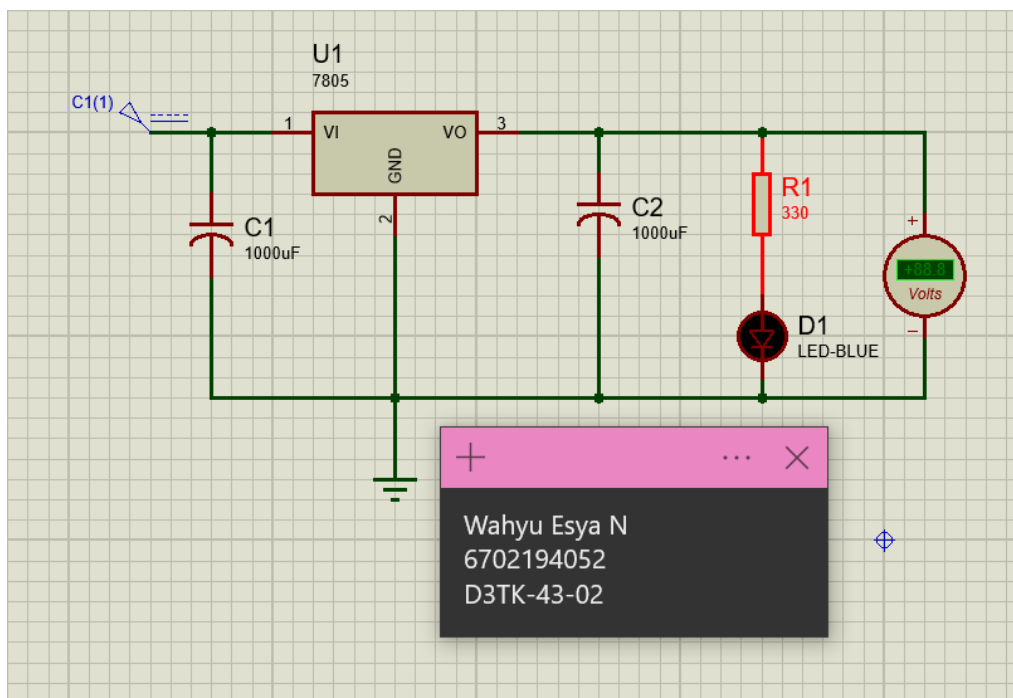 U1
7805
C1(1)
1
VI
VO
3
GND
2
C1
1000uF
C2
1000uF
R1
330
+88.8
Volts
+
−
D1
LED-BLUE
Wahyu Esya N
6702194052
D3TK-43-02